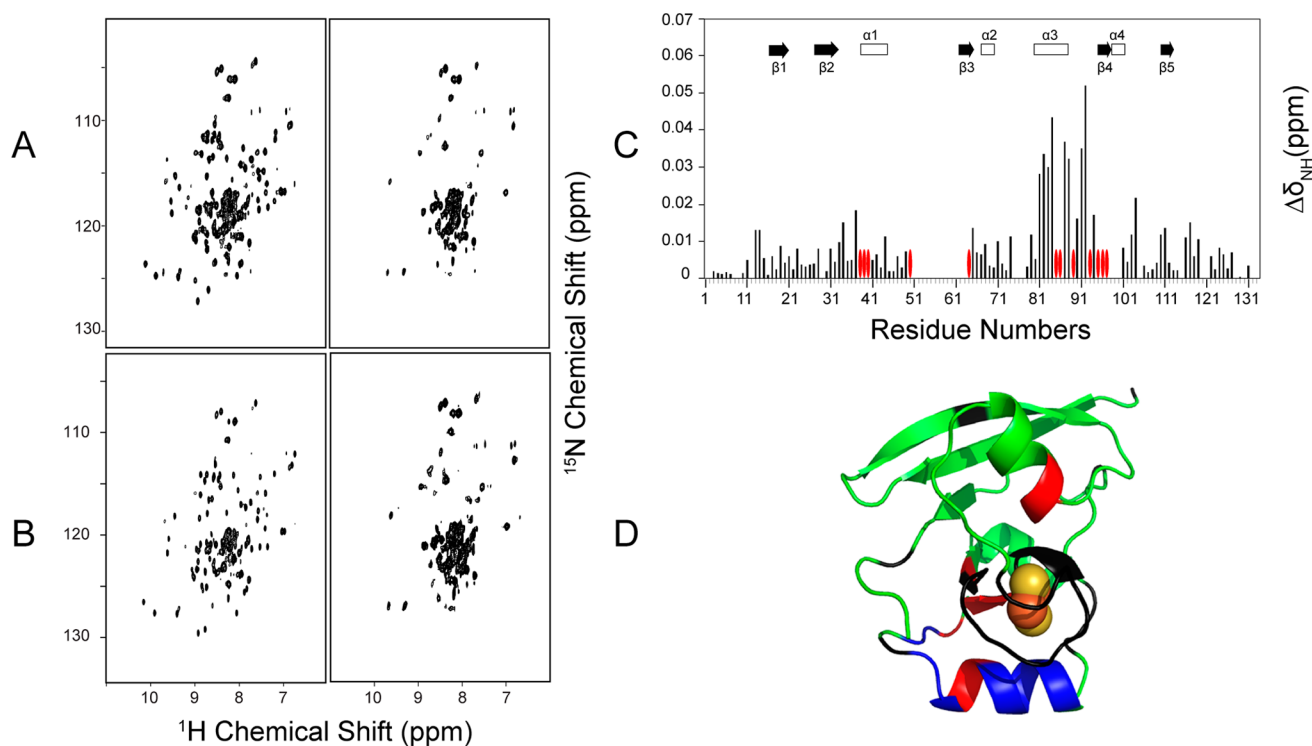 A
110
120
130
B
110
120
130
10 9 8 7 10 9 8 7
¹H Chemical Shift (ppm)
¹⁵N Chemical Shift (ppm)
C
0.07
0.06
0.05
0.04
0.03
0.02
0.01
0
α1 α2 α3 α4
β1 β2 β3 β4 β5
1 11 21 31 41 51 61 71 81 91 101 111 121 131
Residue Numbers
Δδ_NH(ppm)
D